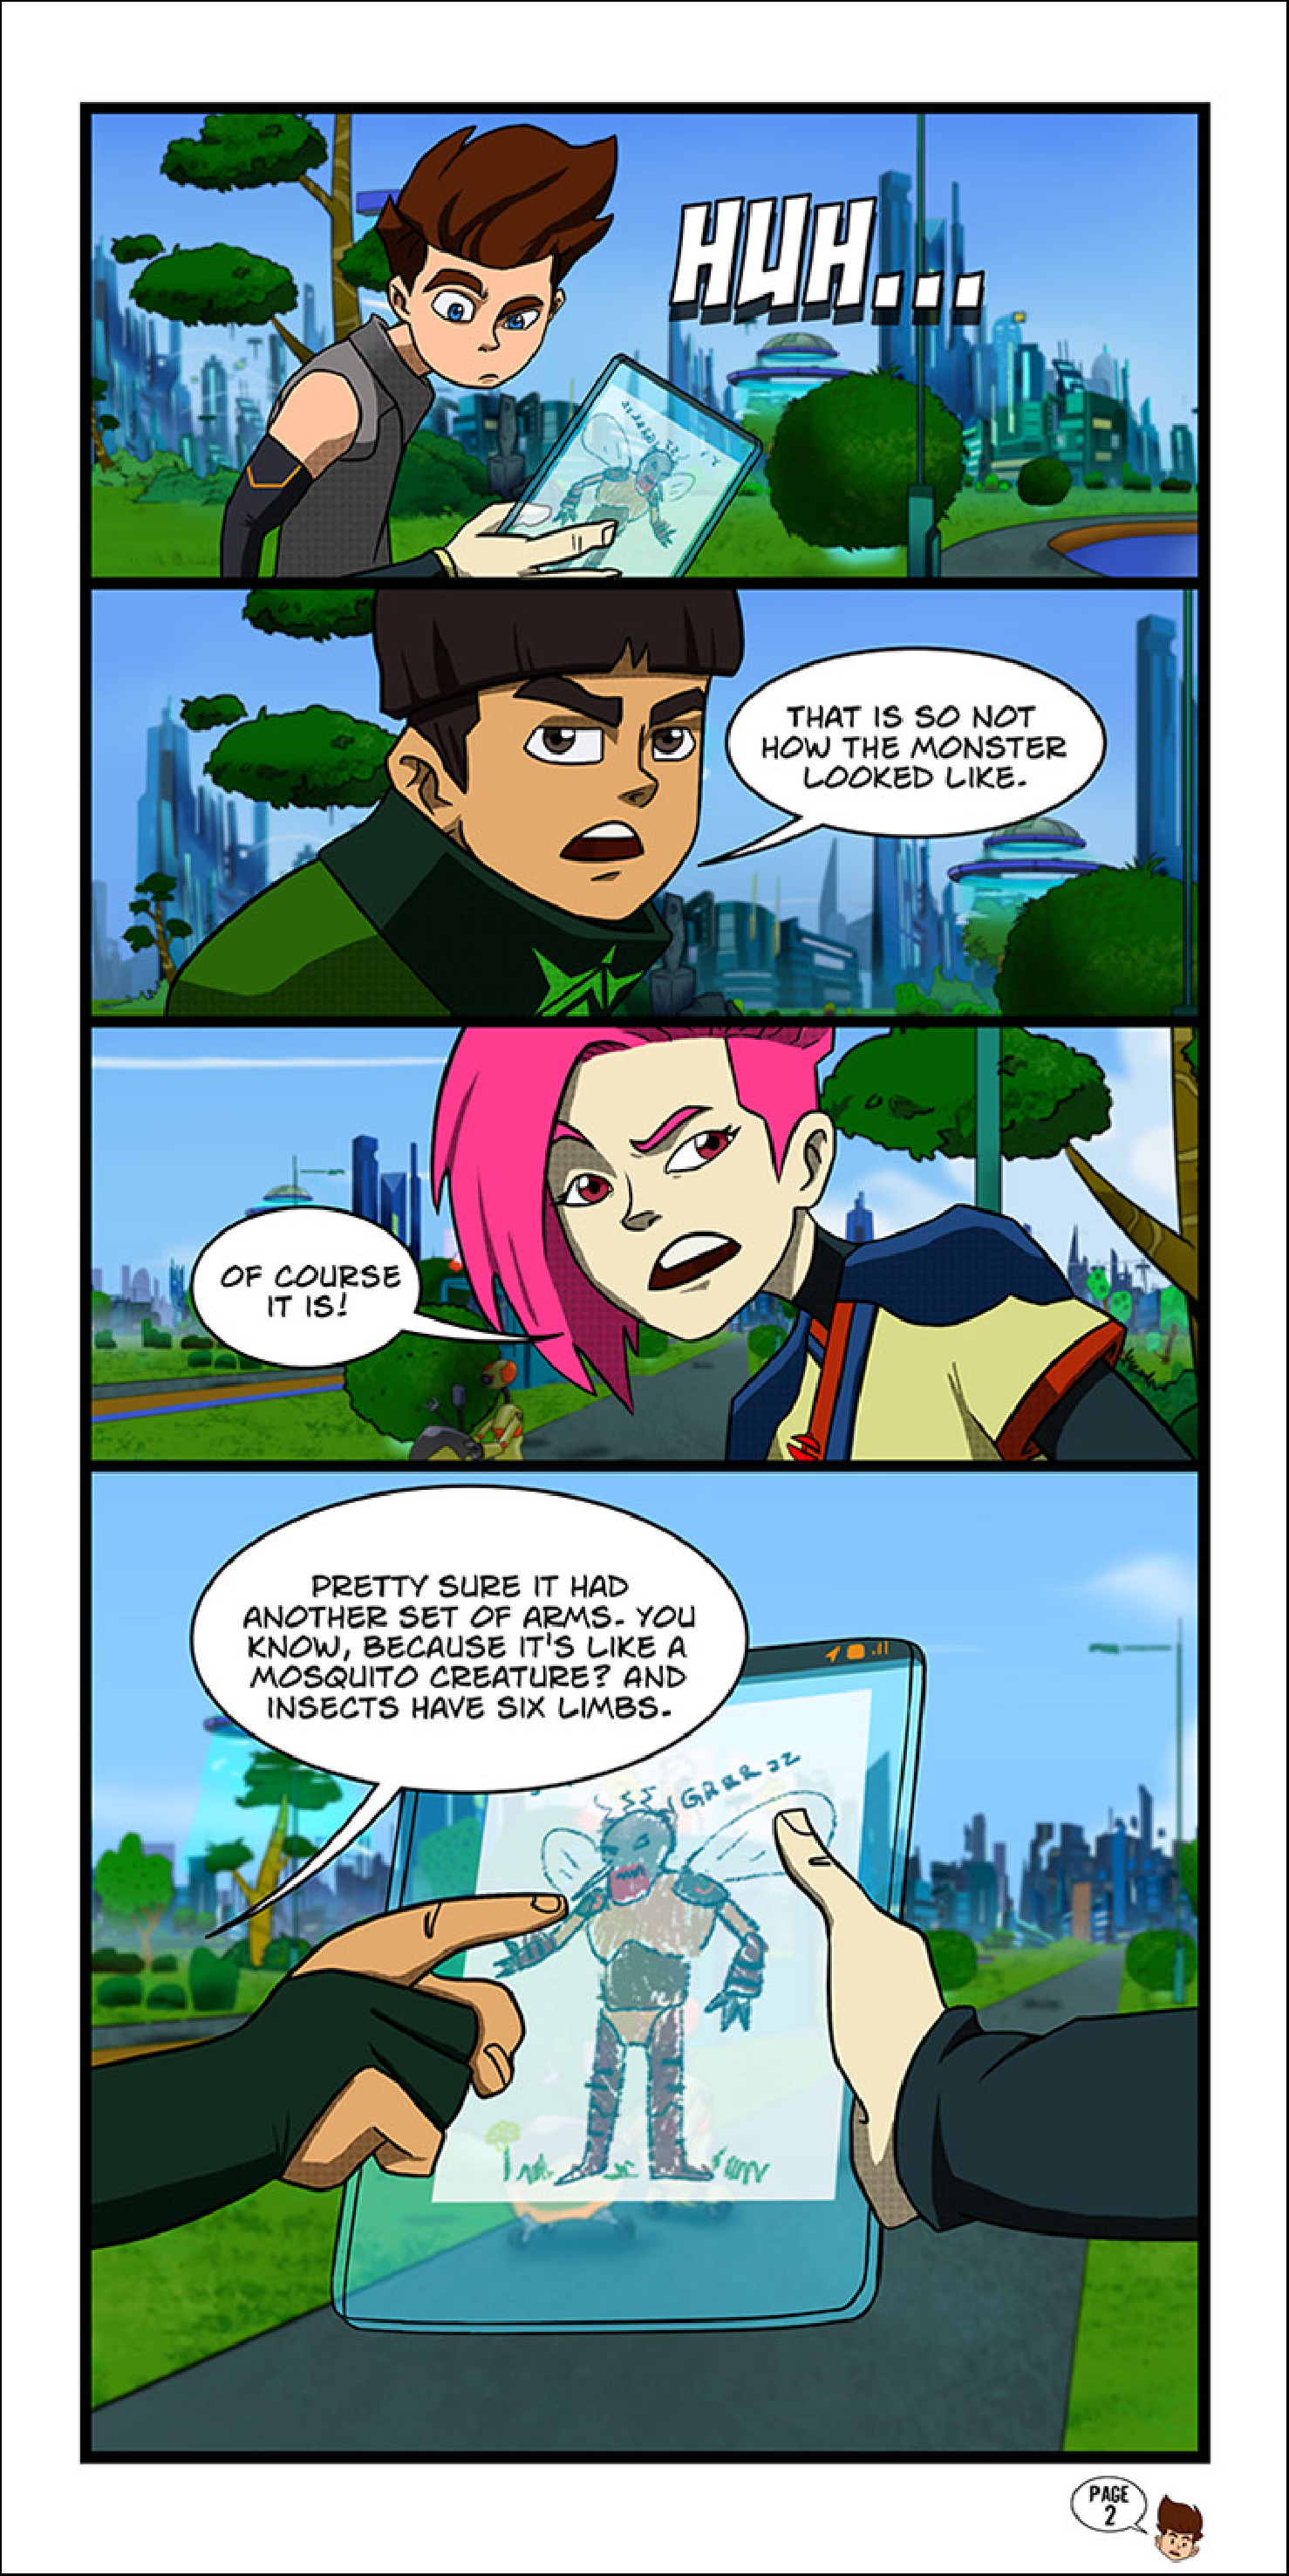 HUH...
THAT IS SO NOT
HOW THE MONSTER
LOOKED LIKE.
OF COURSE
IT IS!
PRETTY SURE IT HAD
ANOTHER SET OF ARMS. YOU
KNOW, BECAUSE IT'S LIKE A
MOSQUITO CREATURE? AND
INSECTS HAVE SIX LIMBS.
GRRRZZ
PAGE
2